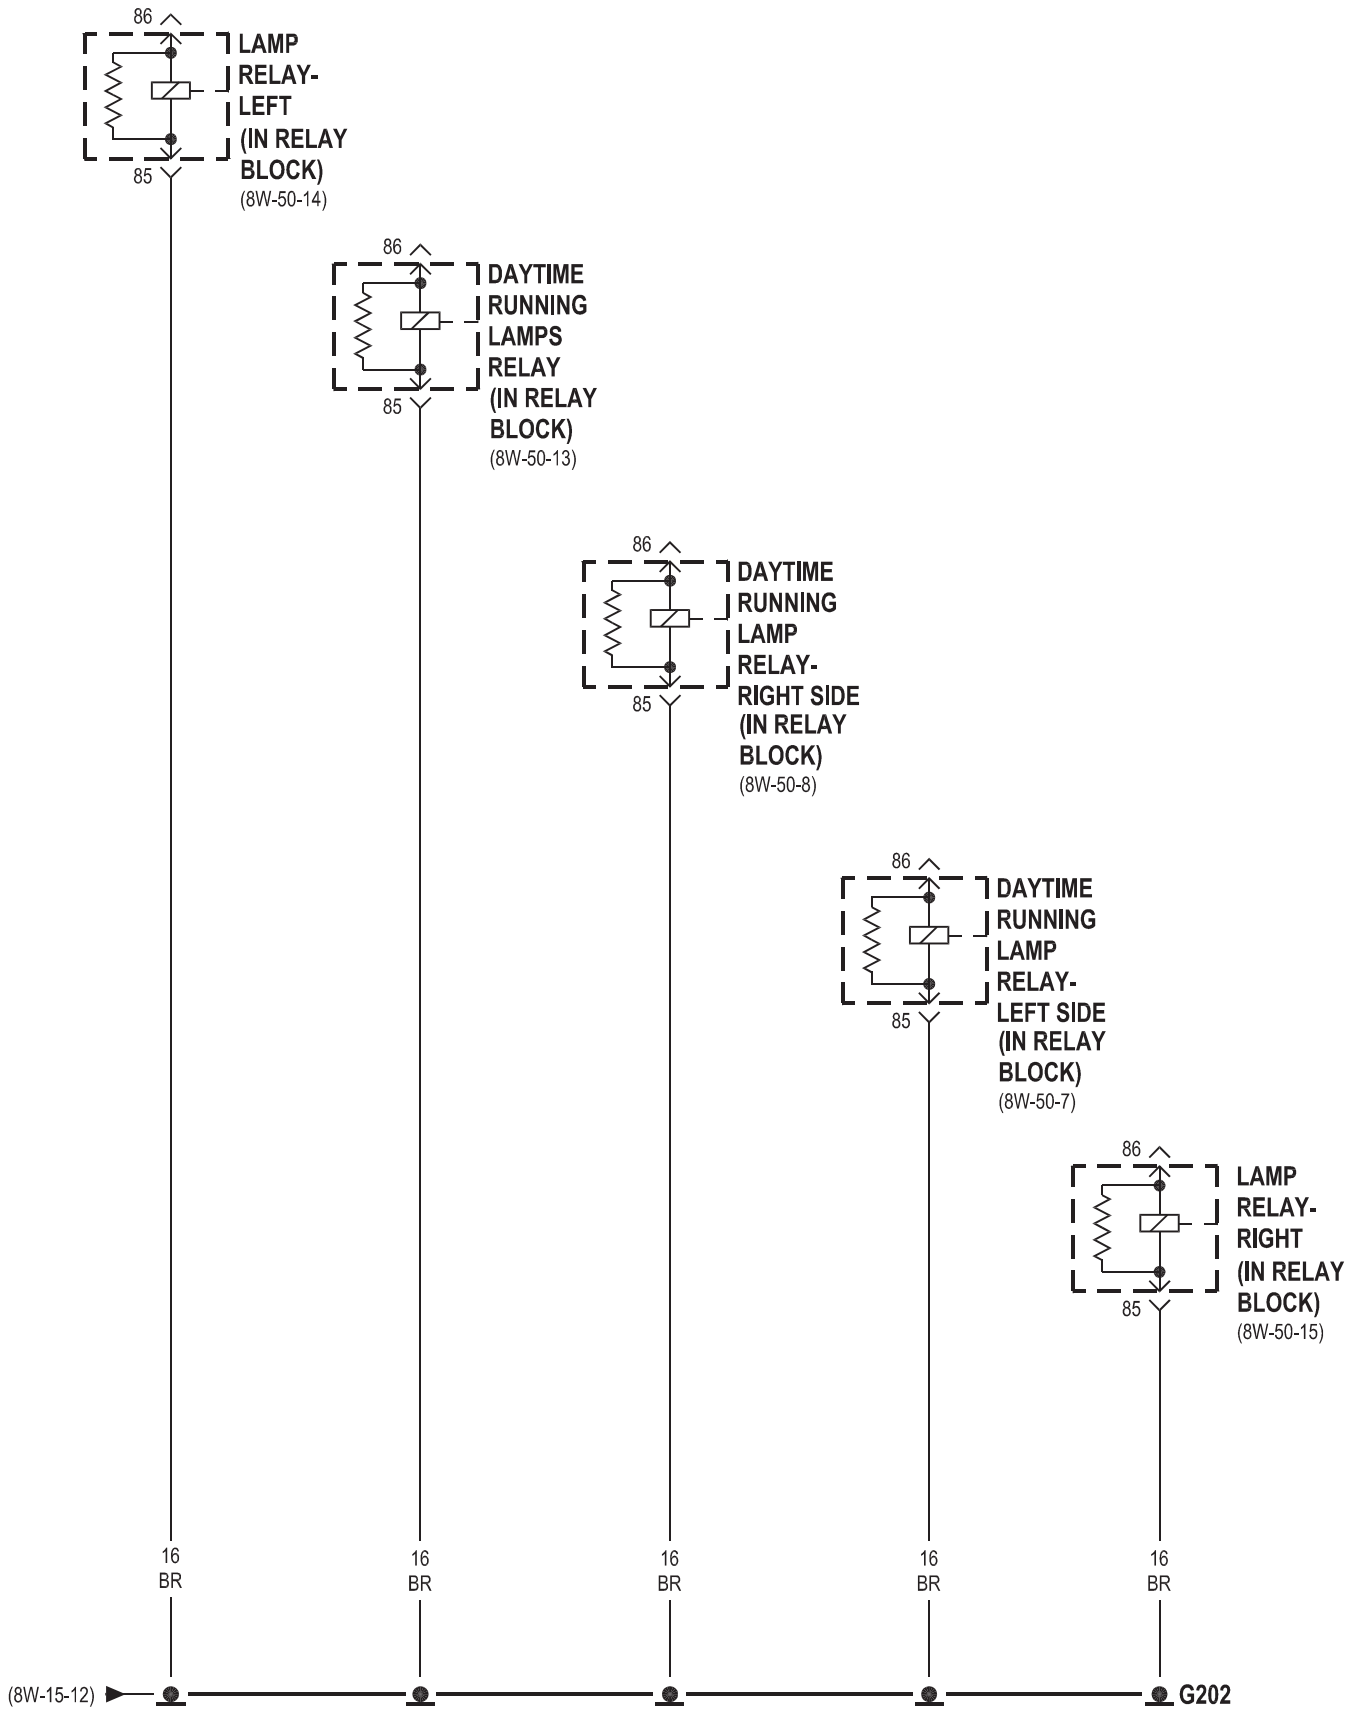 86
LAMP
RELAY-
LEFT
(IN RELAY
BLOCK)
(8W-50-14)
85
86
DAYTIME
RUNNING
LAMPS
RELAY
(IN RELAY
BLOCK)
(8W-50-13)
85
86
DAYTIME
RUNNING
LAMP
RELAY-
RIGHT SIDE
(IN RELAY
BLOCK)
(8W-50-8)
85
86
DAYTIME
RUNNING
LAMP
RELAY-
LEFT SIDE
(IN RELAY
BLOCK)
(8W-50-7)
85
86
LAMP
RELAY-
RIGHT
(IN RELAY
BLOCK)
(8W-50-15)
85
16
BR
16
BR
16
BR
16
BR
16
BR
(8W-15-12)
G202